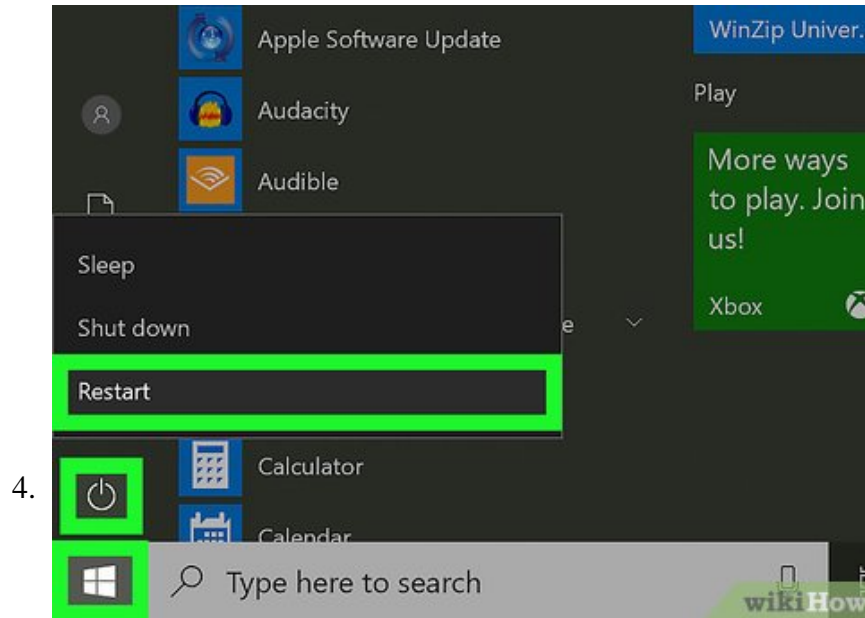 Apple Software Update
WinZip Univer.
Audacity
Play
Audible
More ways
to play. Join
us!
Xbox
Sleep
Shut down
e
Restart
Calculator
4.
Calendar
Type here to search
wikiHow